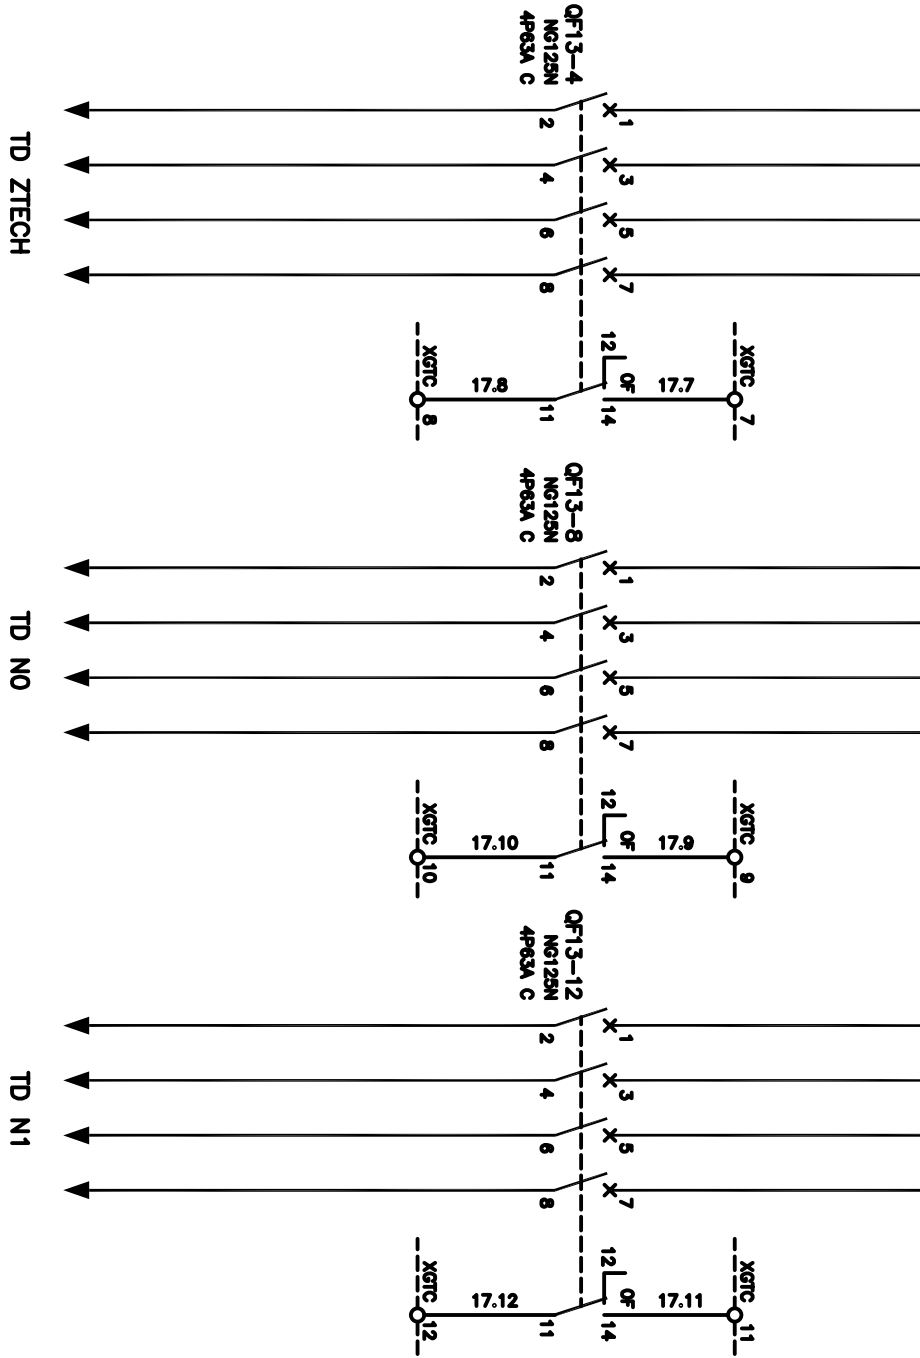 QF13-4
NG125N
4P63A C
1
2
3
4
5
6
7
8
TD ZTECH
XGTC
7
17.7
12
OF
14
11
17.8
XGTC
8
QF13-8
NG125N
4P63A C
1
2
3
4
5
6
7
8
TD N0
XGTC
9
17.9
12
OF
14
11
17.10
XGTC
10
QF13-12
NG125N
4P63A C
1
2
3
4
5
6
7
8
TD N1
XGTC
11
17.11
12
OF
14
11
17.12
XGTC
12